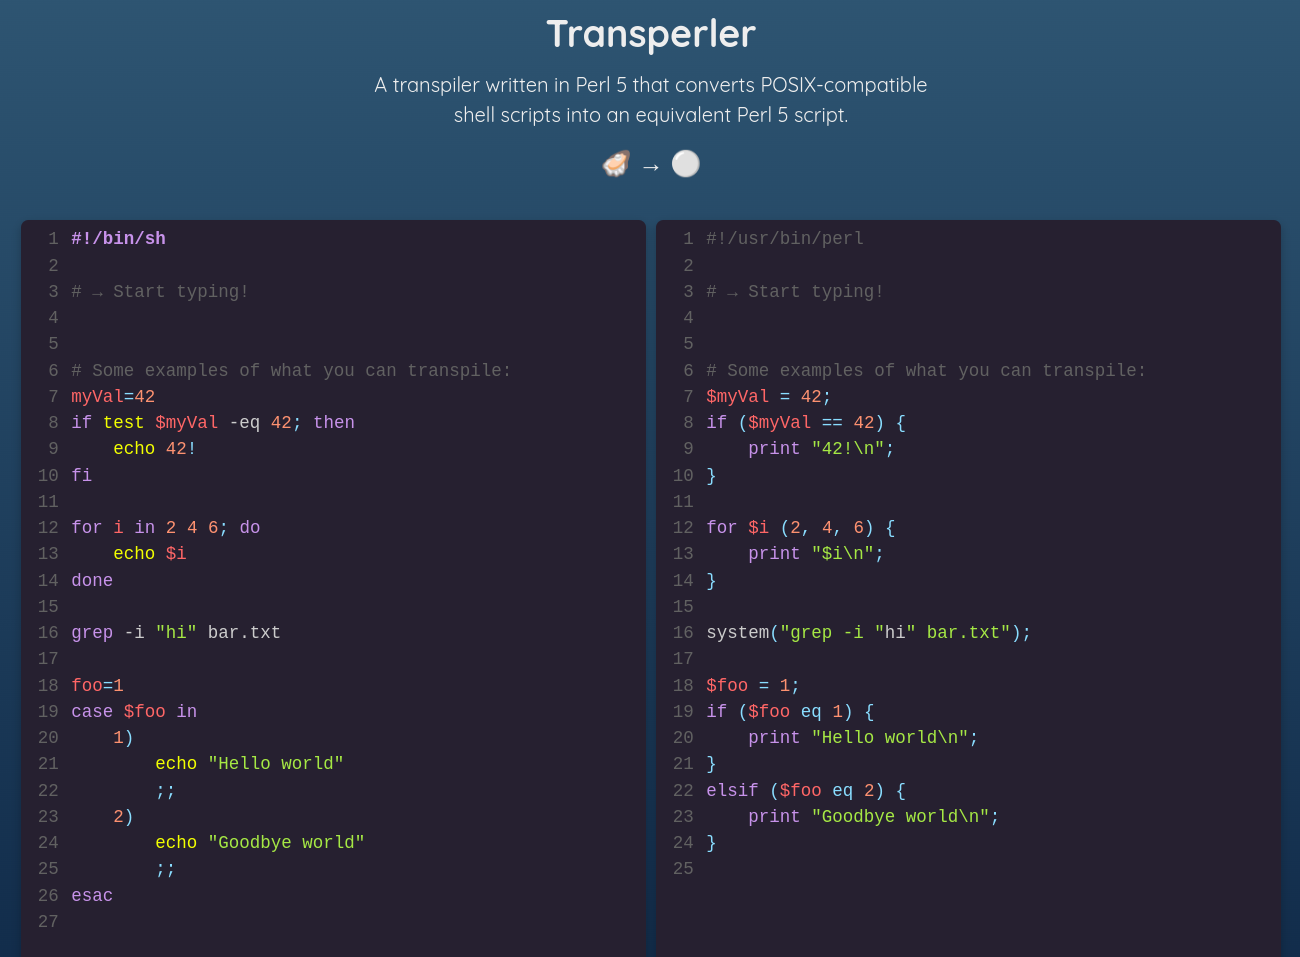 Transperler
A transpiler written in Perl 5 that converts POSIX-compatible
shell scripts into an equivalent Perl 5 script.
🦪 → ⚪
1 #!/bin/sh
2
3 # → Start typing!
4
5
6 # Some examples of what you can transpile:
7 myVal=42
8 if test $myVal -eq 42; then
9     echo 42!
10 fi
11
12 for i in 2 4 6; do
13     echo $i
14 done
15
16 grep -i "hi" bar.txt
17
18 foo=1
19 case $foo in
20     1)
21         echo "Hello world"
22         ;;
23     2)
24         echo "Goodbye world"
25         ;;
26 esac
27
1 #!/usr/bin/perl
2
3 # → Start typing!
4
5
6 # Some examples of what you can transpile:
7 $myVal = 42;
8 if ($myVal == 42) {
9     print "42!\n";
10 }
11
12 for $i (2, 4, 6) {
13     print "$i\n";
14 }
15
16 system("grep -i "hi" bar.txt");
17
18 $foo = 1;
19 if ($foo eq 1) {
20     print "Hello world\n";
21 }
22 elsif ($foo eq 2) {
23     print "Goodbye world\n";
24 }
25